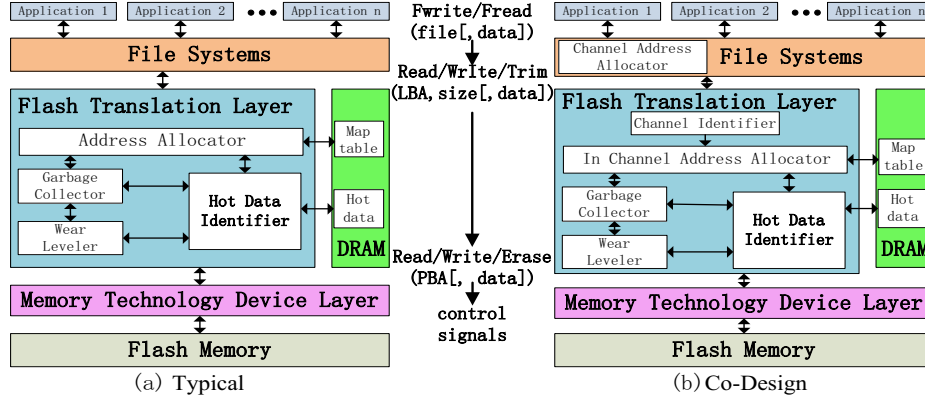 Application 1
Application 2
Application n
File Systems
Flash Translation Layer
Address Allocator
Garbage
Collector
Wear
Leveler
Hot Data
Identifier
Map
table
Hot
data
DRAM
Memory Technology Device Layer
Flash Memory
(a) Typical
Fwrite/Fread
(file[, data])
Read/Write/Trim
(LBA, size[, data])
Read/Write/Erase
(PBA[, data])
control
signals
Application 1
Application 2
Application n
Channel Address
Allocator
File Systems
Flash Translation Layer
Channel Identifier
In Channel Address Allocator
Garbage
Collector
Wear
Leveler
Hot Data
Identifier
Map
table
Hot
data
DRAM
Memory Technology Device Layer
Flash Memory
(b) Co-Design